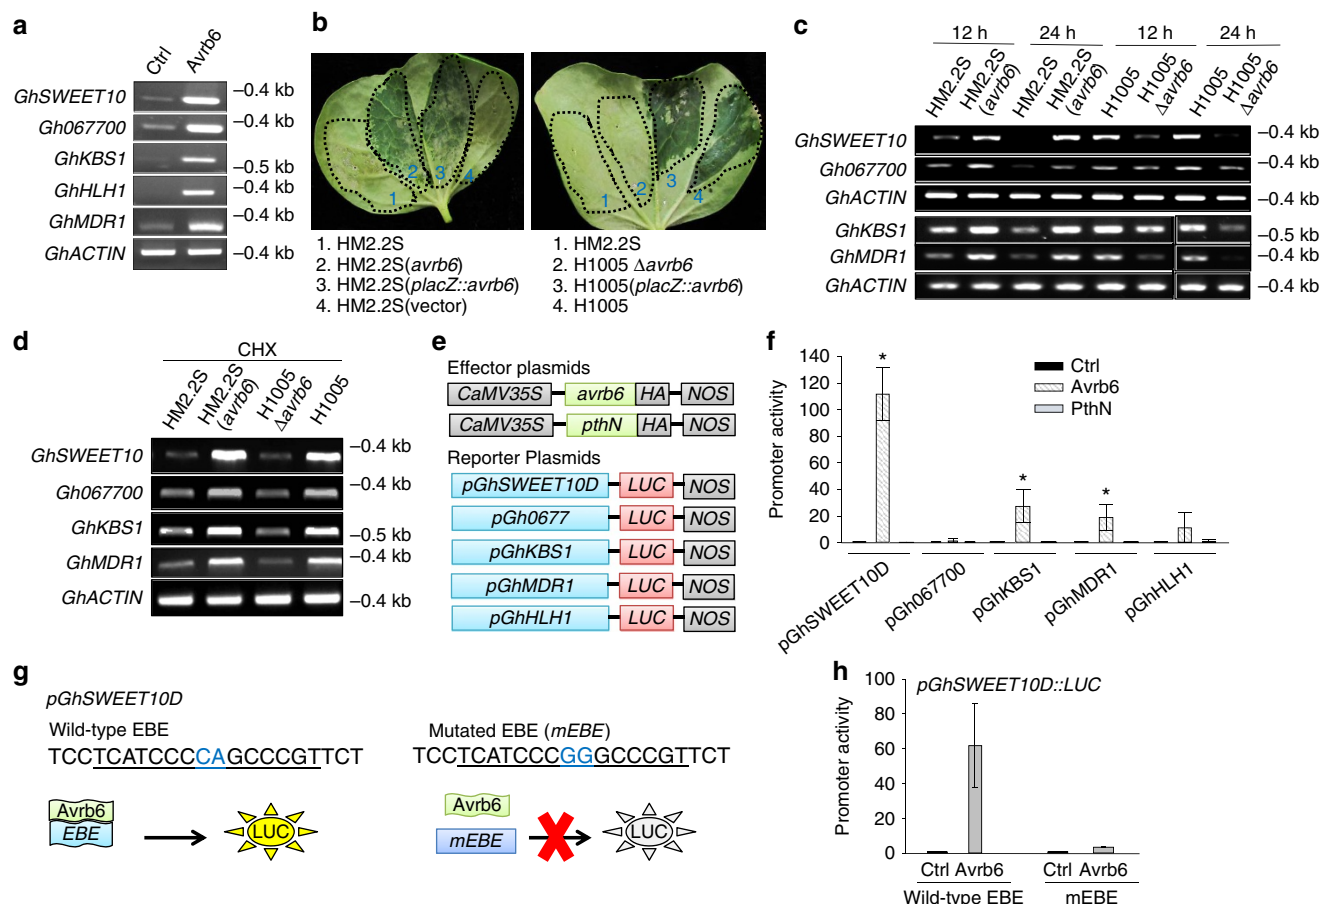 a
Ctrl
Avrb6
GhSWEET10
–0.4 kb
Gh067700
–0.4 kb
GhKBS1
–0.5 kb
GhHLH1
–0.4 kb
GhMDR1
–0.4 kb
GhACTIN
–0.4 kb
b
1
2
3
4
1
2
3
4
1. HM2.2S
2. HM2.2S(avrb6)
3. HM2.2S(placZ::avrb6)
4. HM2.2S(vector)
1. HM2.2S
2. H1005 Δavrb6
3. H1005(placZ::avrb6)
4. H1005
c
12 h
24 h
12 h
24 h
HM2.2S
HM2.2S (avrb6)
HM2.2S
HM2.2S (avrb6)
H1005
H1005 Δavrb6
H1005
H1005 Δavrb6
GhSWEET10
–0.4 kb
Gh067700
–0.4 kb
GhACTIN
–0.4 kb
GhKBS1
–0.5 kb
GhMDR1
–0.4 kb
GhACTIN
–0.4 kb
d
CHX
HM2.2S
HM2.2S (avrb6)
H1005 Δavrb6
H1005
GhSWEET10
–0.4 kb
Gh067700
–0.4 kb
GhKBS1
–0.5 kb
GhMDR1
–0.4 kb
GhACTIN
–0.4 kb
e
Effector plasmids
CaMV35S avrb6 HA NOS
CaMV35S pthN HA NOS
Reporter Plasmids
pGhSWEET10D LUC NOS
pGh0677 LUC NOS
pGhKBS1 LUC NOS
pGhMDR1 LUC NOS
pGhHLH1 LUC NOS
f
Promoter activity
140
120
100
80
60
40
20
0
*
*
*
Ctrl
Avrb6
PthN
pGhSWEET10D
pGh067700
pGhKBS1
pGhMDR1
pGhHLH1
g
pGhSWEET10D
Wild-type EBE
TCCTCATCCCCAGCCCGTTCT
Avrb6
EBE
LUC
Mutated EBE (mEBE)
TCCTCATCCCGGGCCCGTTCT
Avrb6
mEBE
LUC
h
pGhSWEET10D::LUC
Promoter activity
100
80
60
40
20
0
Ctrl Avrb6
Ctrl Avrb6
Wild-type EBE
mEBE